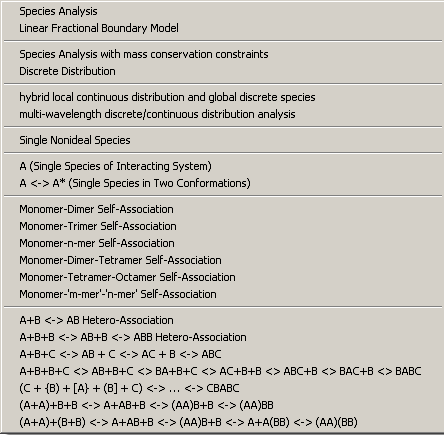 Species Analysis
Linear Fractional Boundary Model
Species Analysis with mass conservation constraints
Discrete Distribution
hybrid local continuous distribution and global discrete species
multi-wavelength discrete/continuous distribution analysis
Single Nonideal Species
A (Single Species of Interacting System)
A <-> A* (Single Species in Two Conformations)
Monomer-Dimer Self-Association
Monomer-Trimer Self-Association
Monomer-n-mer Self-Association
Monomer-Dimer-Tetramer Self-Association
Monomer-Tetramer-Octamer Self-Association
Monomer-'m-mer'-'n-mer' Self-Association
A+B <-> AB Hetero-Association
A+B+B <-> AB+B <-> ABB Hetero-Association
A+B+C <-> AB + C <-> AC + B <-> ABC
A+B+B+C <-> AB+B+C <-> BA+B+C <-> AC+B+B <-> ABC+B <-> BAC+B <-> BABC
(C + {B) + [A} + (B] + C) <-> ... <-> CBABC
(A+A)+B+B <-> A+AB+B <-> (AA)B+B <-> (AA)BB
(A+A)+(B+B) <-> A+AB+B <-> (AA)B+B <-> A+A(BB) <-> (AA)(BB)